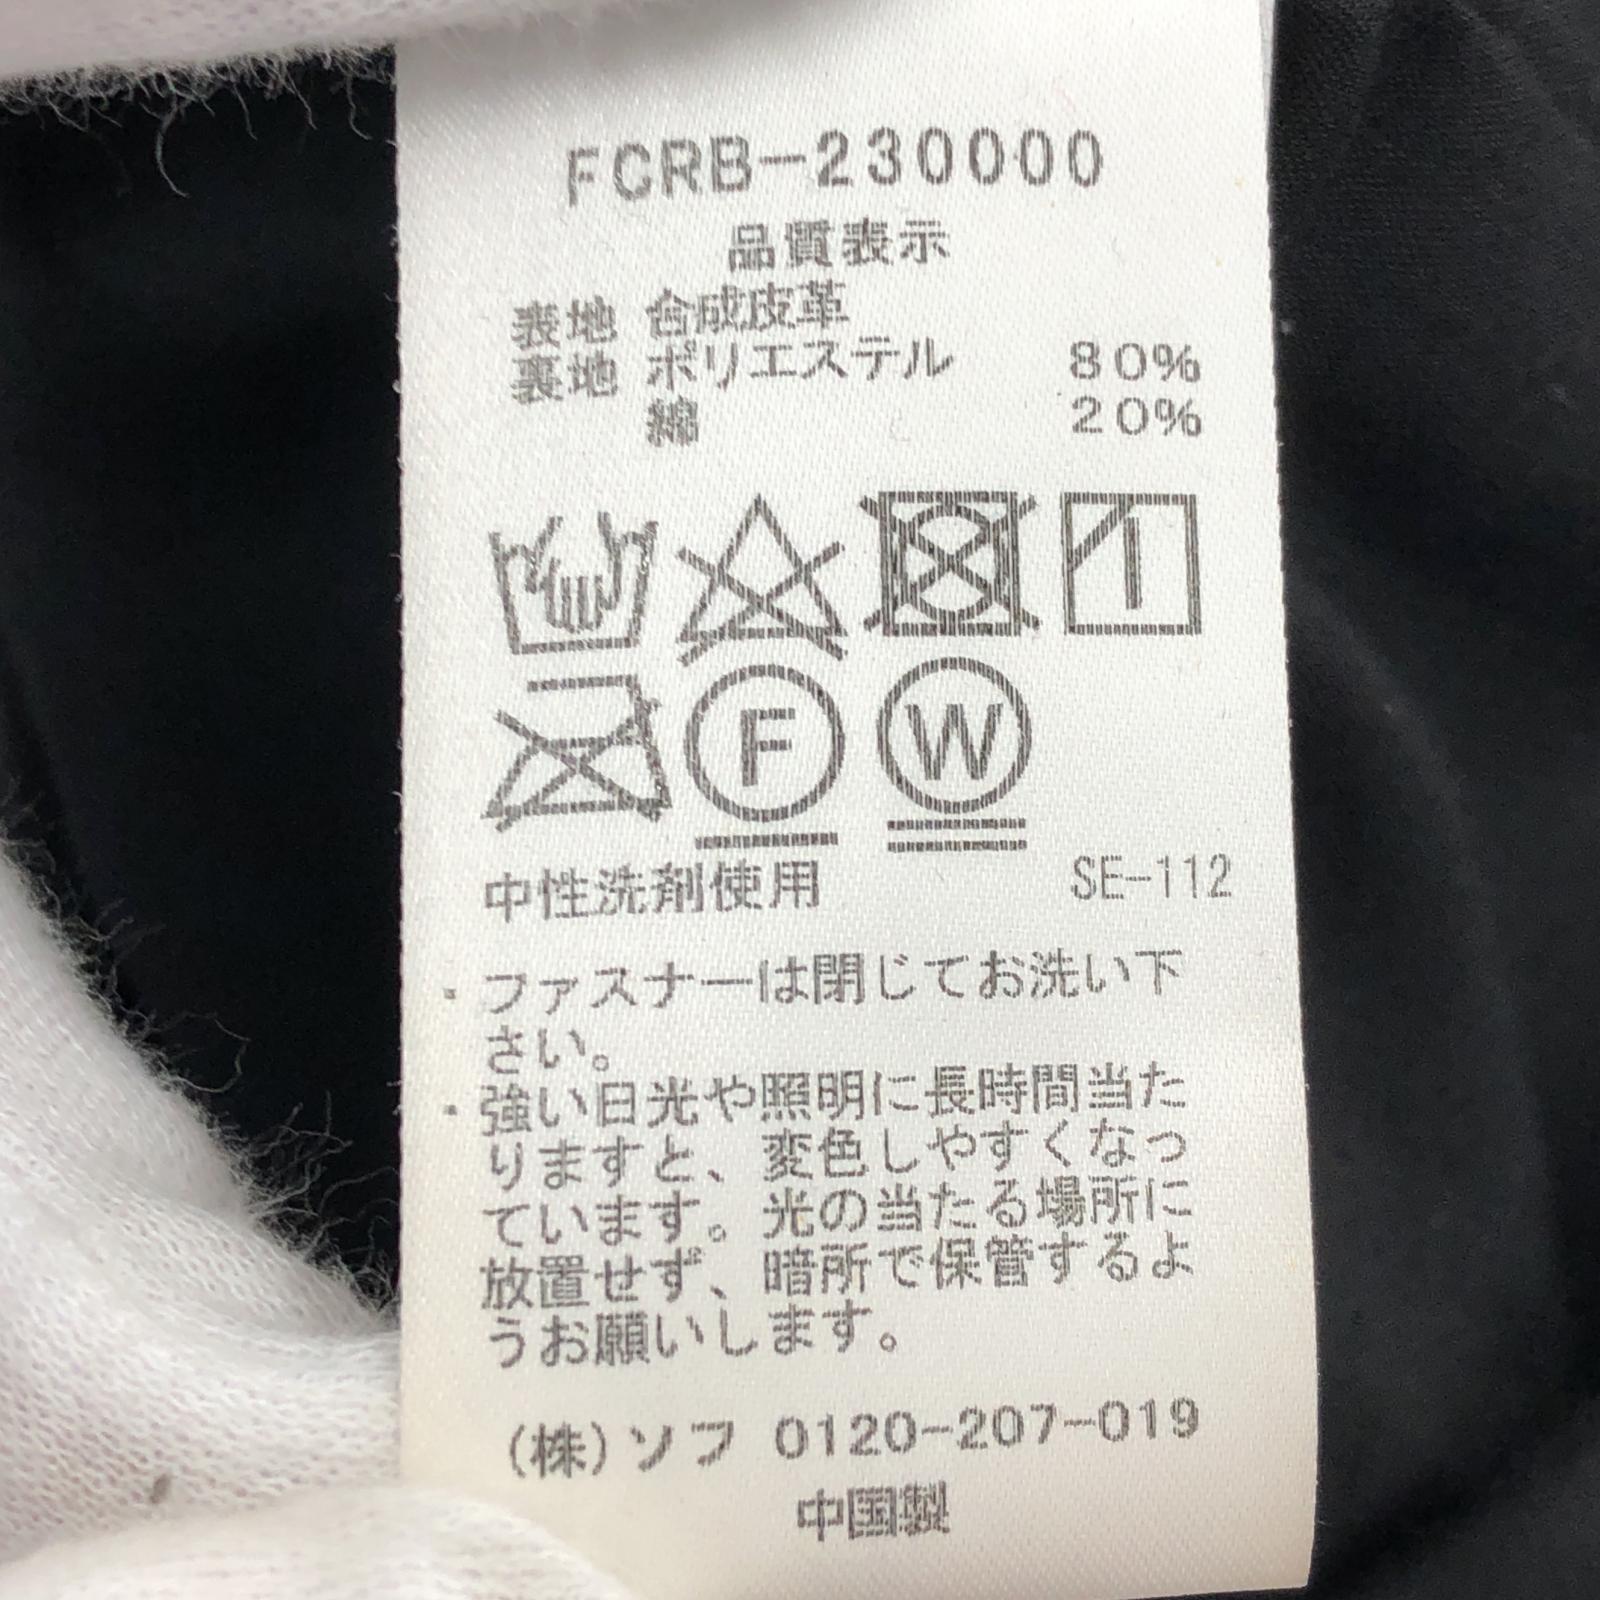 FCRB-230000
品質表示
表地 合成皮革
裏地 ポリエステル 80%
綿 20%
F W
中性洗剤使用 SE-112
・ファスナーは閉じてお洗い下
さい。
・強い日光や照明に長時間当た
りますと、変色しやすくなっ
ています。光の当たる場所に
放置せず、暗所で保管するよ
うお願いします。
(株)ソフ 0120-207-019
中国製